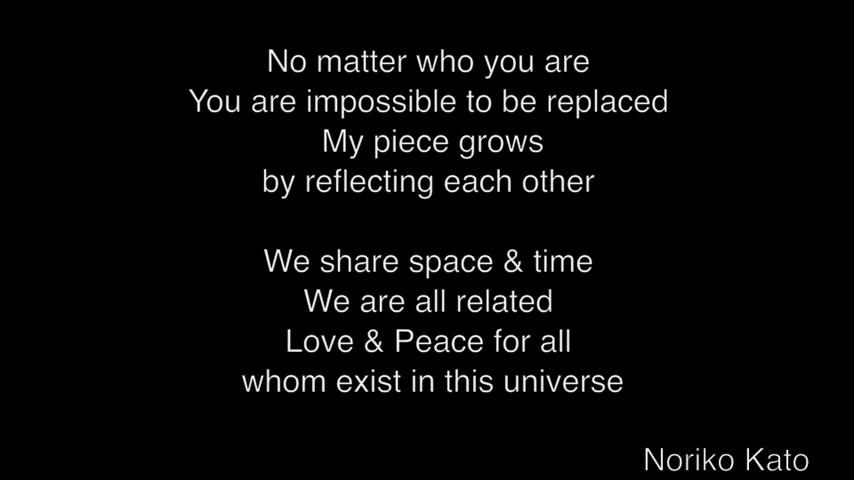 No matter who you are
You are impossible to be replaced
My piece grows
by reflecting each other
We share space & time
We are all related
Love & Peace for all
whom exist in this universe
Noriko Kato